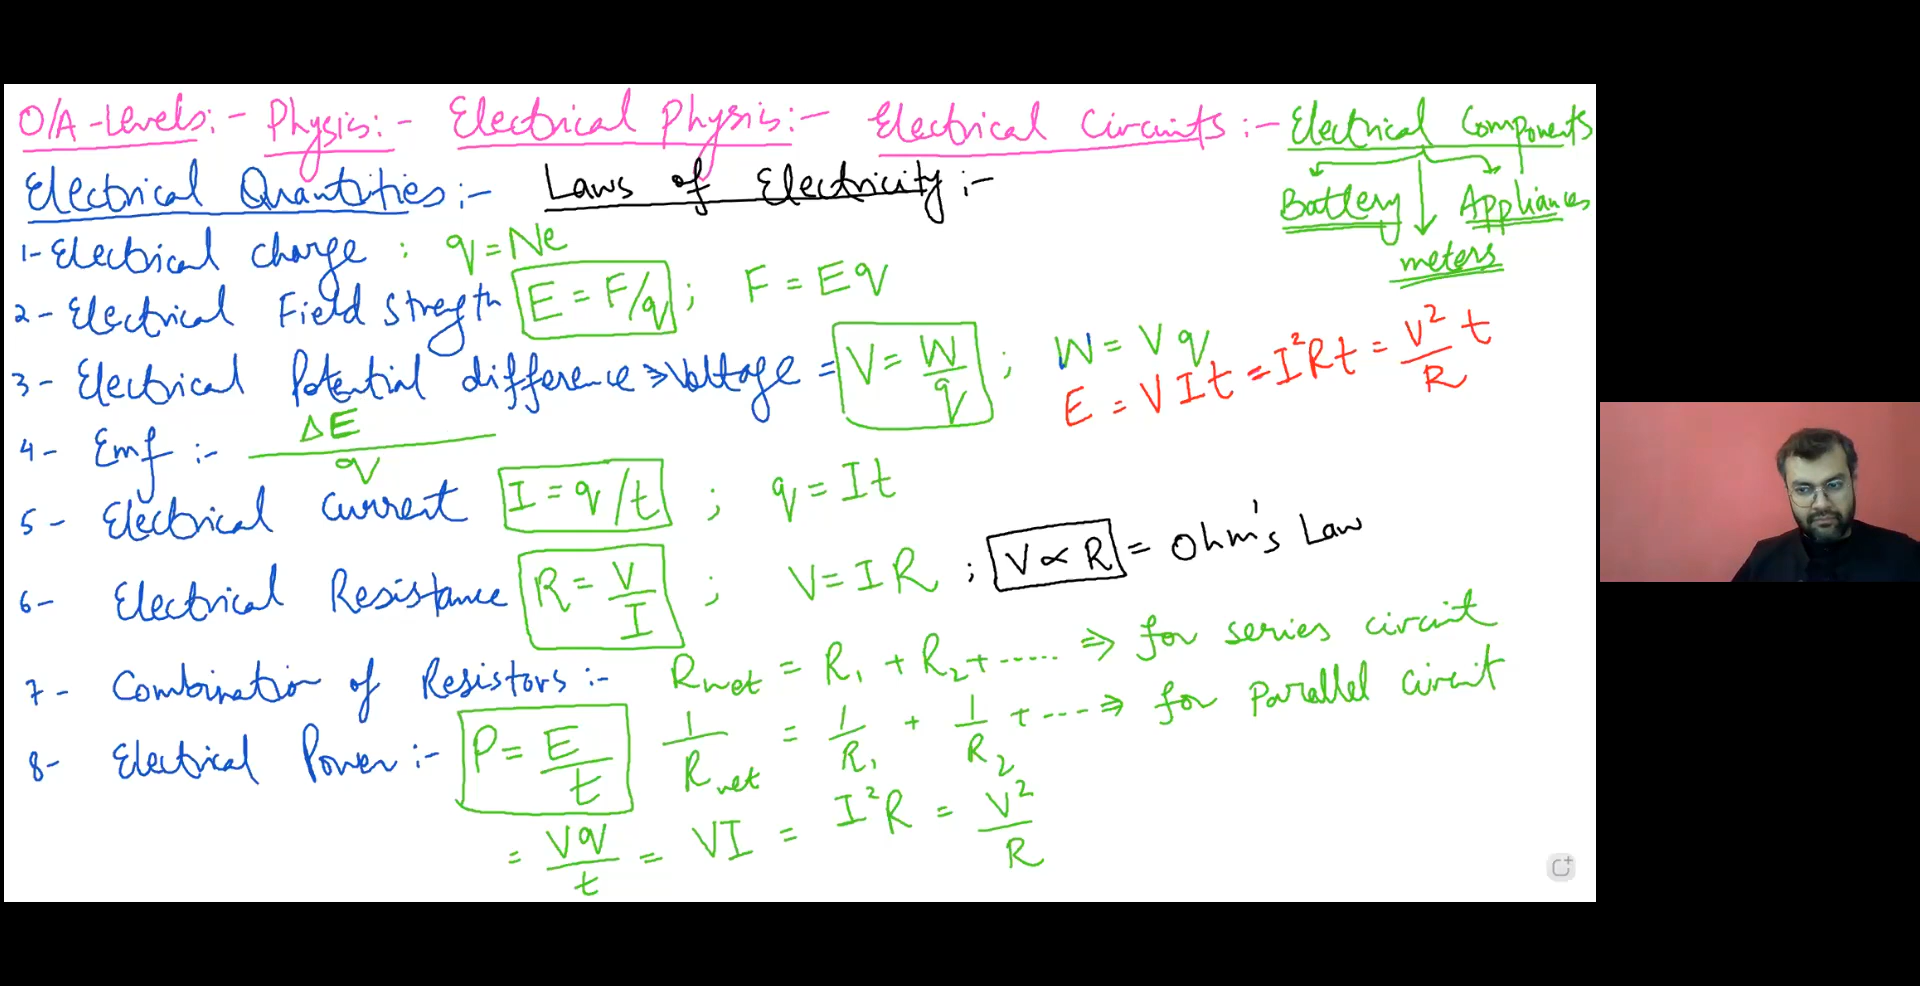 O/A-Levels:- Physics:- Electrical Physics:- Electrical Circuits:- Electrical Components
Battery Appliances
meters
Electrical Quantities:- Laws of Electricity:-
1- Electrical charge : q = Ne
2- Electrical Field Strength E = F/q ; F = Eq
3- Electrical Potential difference ⇒ Voltage = V = W/q ; W = Vq
E = VIt = I²Rt = V²/R t
4- Emf :- ΔE/q
5- Electrical Current I = q/t ; q = It
6- Electrical Resistance R = V/I ; V = IR ; V ∝ R = Ohm's Law
7- Combination of Resistors :- Rnet = R₁ + R₂ + ..... ⇒ for series circuit
1/Rnet = 1/R₁ + 1/R₂ + .... ⇒ for parallel circuit
8- Electrical Power :- P = E/t
= Vq/t = VI = I²R = V²/R